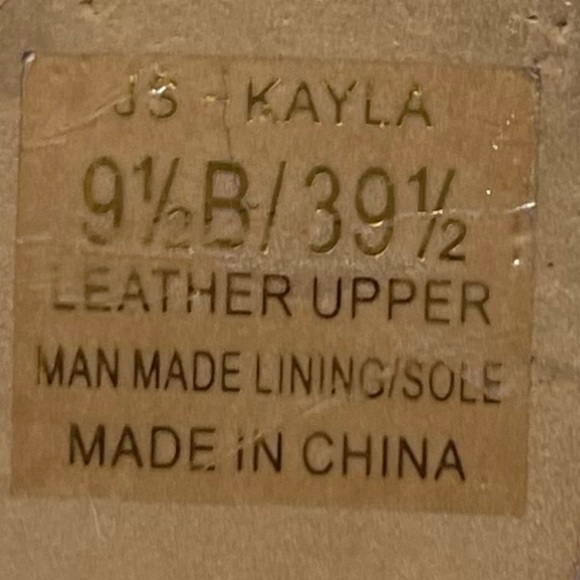 JS - KAYLA
9½B/39½
LEATHER UPPER
MAN MADE LINING/SOLE
MADE IN CHINA